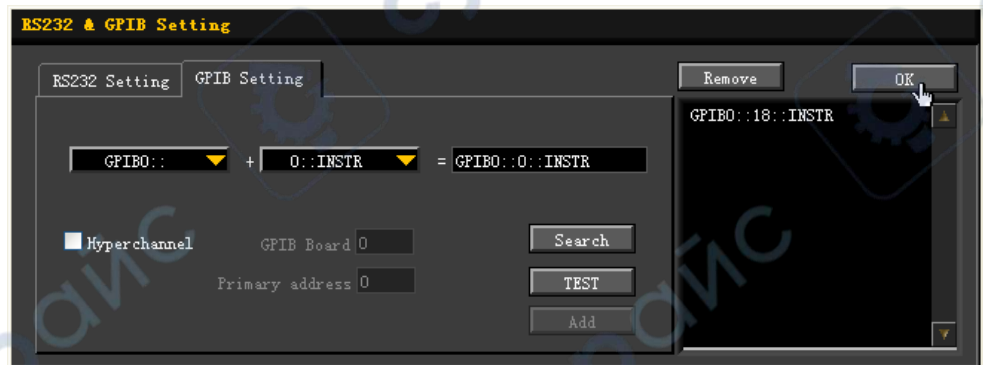 RS232 & GPIB Setting
RS232 Setting
GPIB Setting
Remove
OK
GPIB0::18::INSTR
GPIB0:: + 0::INSTR = GPIB0::0::INSTR
Hyperchannel
GPIB Board 0
Search
Primary address 0
TEST
Add